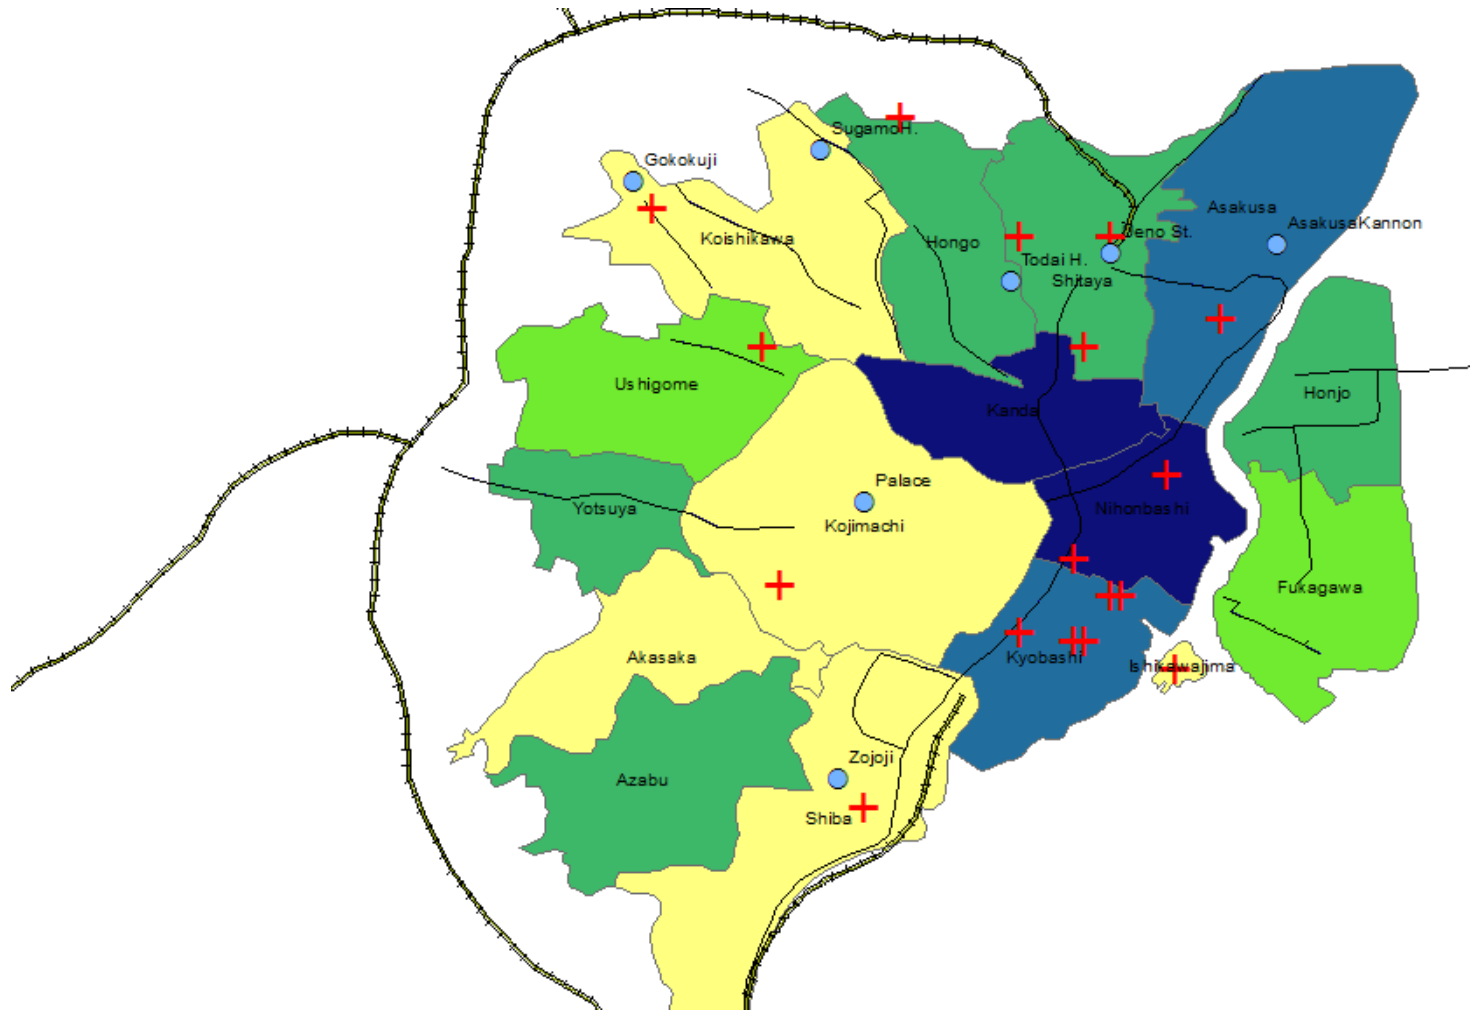 SugamoH.
Gokokuji
Asakusa
AsakusaKannon
Koishikawa
Hongo
Ueno St.
Todai H.
Shitaya
Ushigome
Kanda
Honjo
Palace
Yotsuya
Kojimachi
Nihonbashi
Fukagawa
Akasaka
Kyobashi
Ishikawajima
Zojoji
Azabu
Shiba